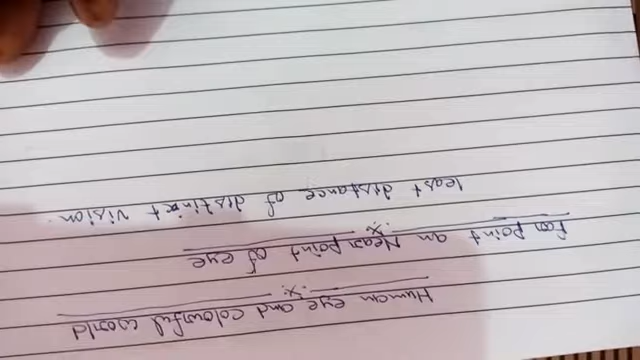 Human eye and colourful world
Far point an Near point of eye
least distance of distinct vision.